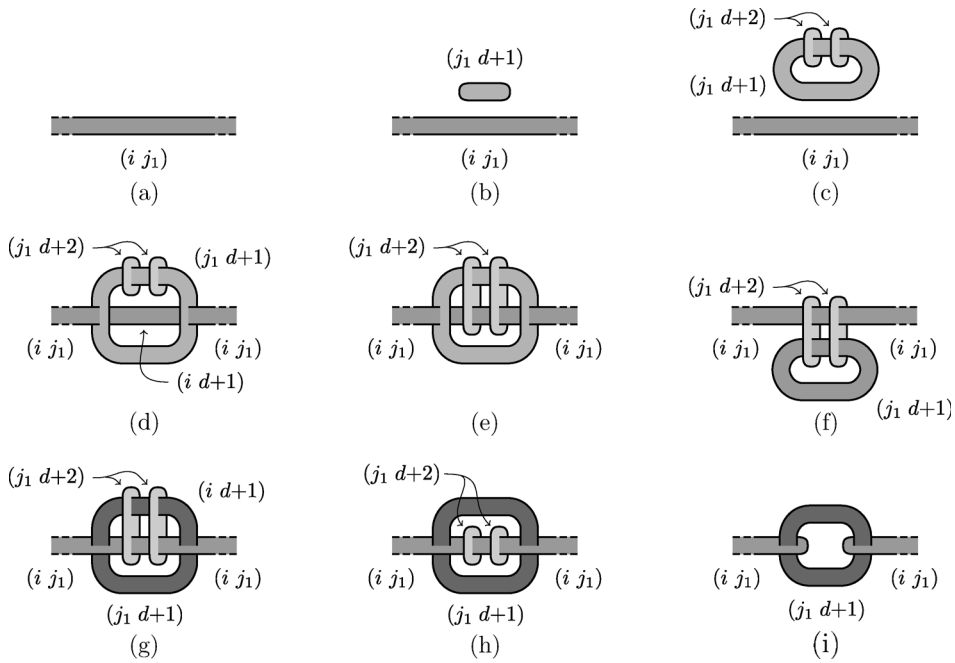 (i j₁)
(a)
(j₁ d+1)
(i j₁)
(b)
(j₁ d+2)
(j₁ d+1)
(i j₁)
(c)
(j₁ d+2)
(j₁ d+1)
(i j₁) (i j₁)
(i d+1)
(d)
(j₁ d+2)
(i j₁) (i j₁)
(e)
(j₁ d+2)
(i j₁) (i j₁)
(j₁ d+1)
(f)
(j₁ d+2)
(i d+1)
(i j₁) (i j₁)
(j₁ d+1)
(g)
(j₁ d+2)
(i j₁) (i j₁)
(j₁ d+1)
(h)
(i j₁) (i j₁)
(j₁ d+1)
(i)